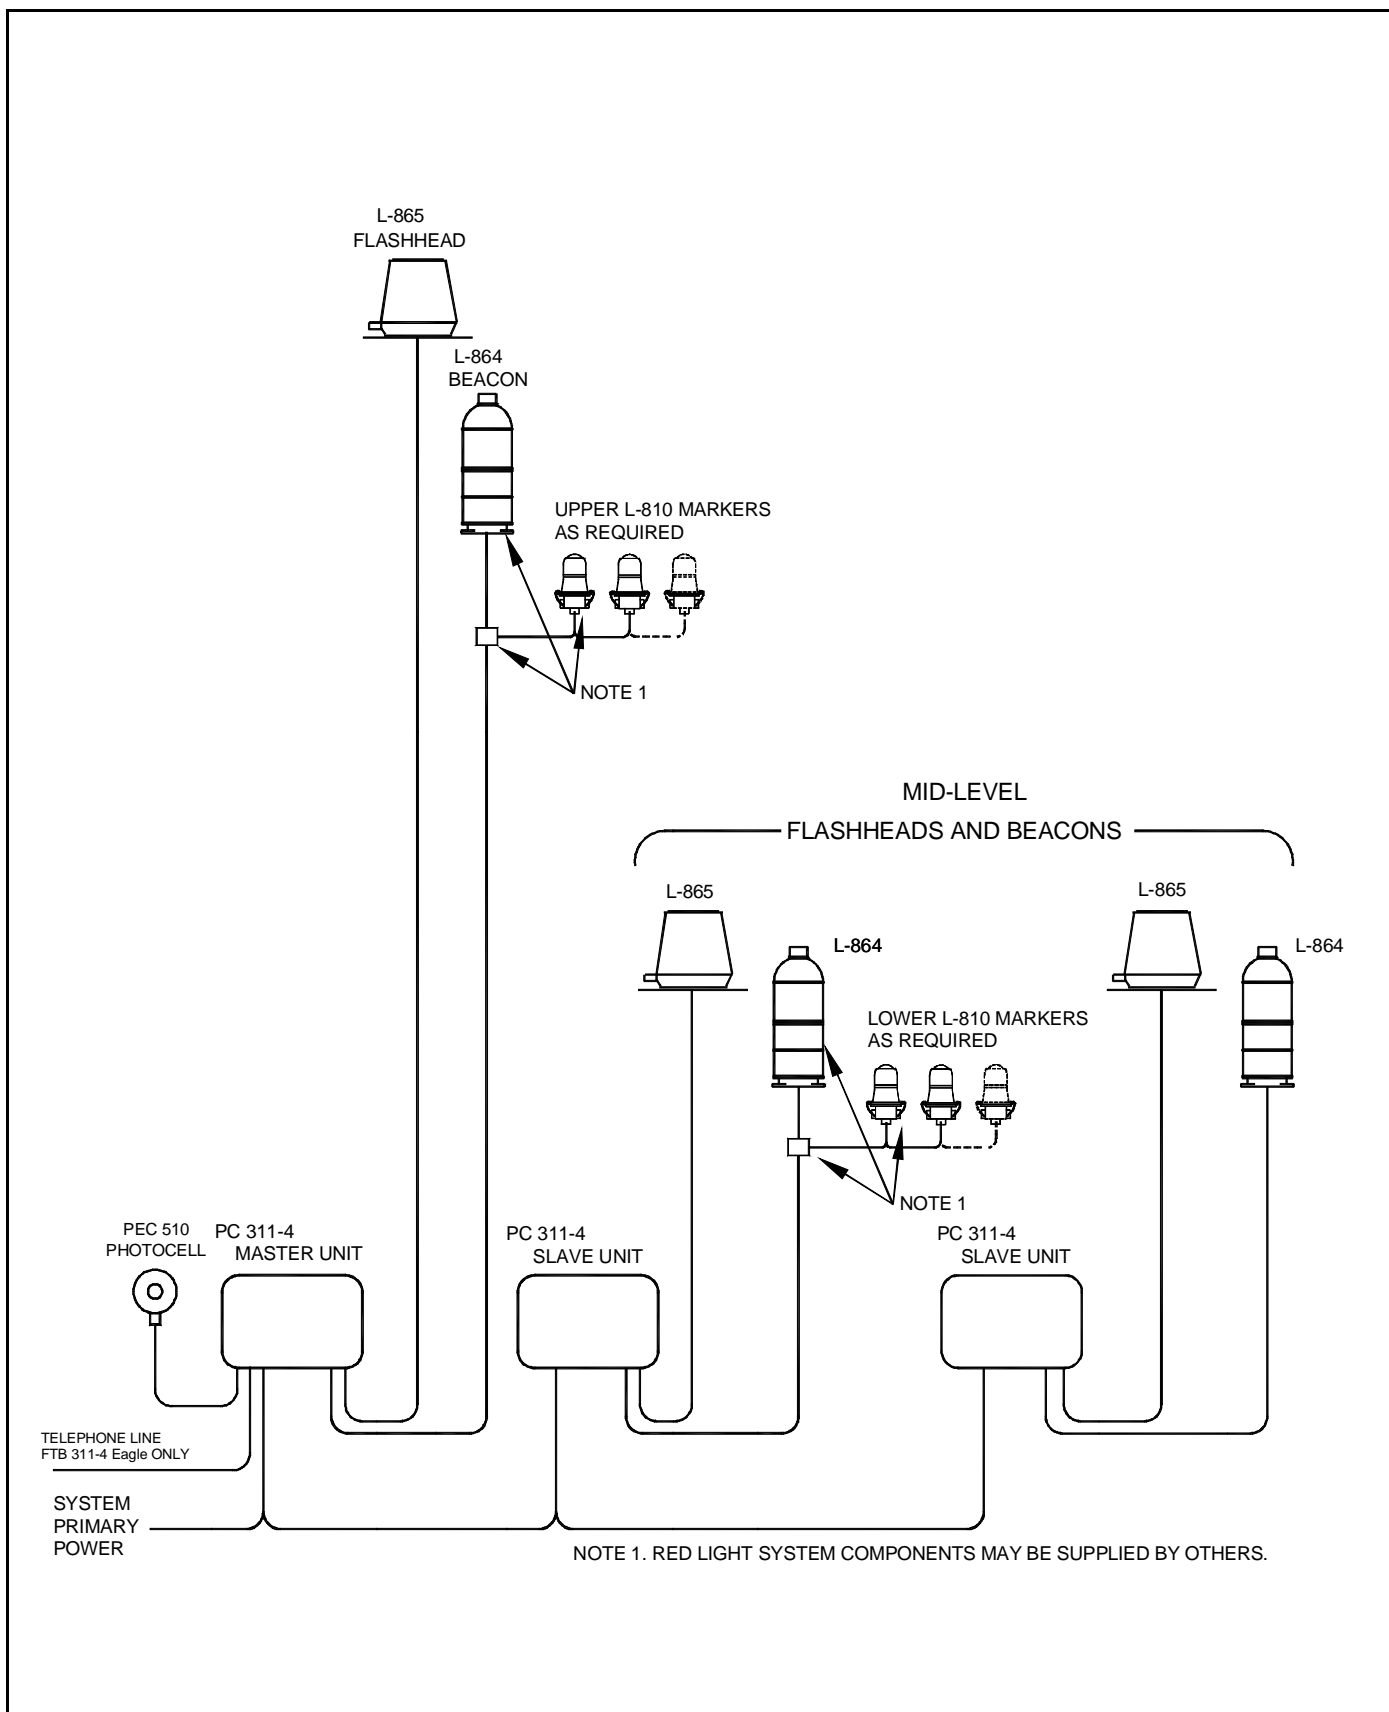 L-865
FLASHHEAD
L-864
BEACON
UPPER L-810 MARKERS
AS REQUIRED
NOTE 1
MID-LEVEL
FLASHHEADS AND BEACONS
L-865
L-864
L-865
L-864
LOWER L-810 MARKERS
AS REQUIRED
NOTE 1
PEC 510
PHOTOCELL
PC 311-4
MASTER UNIT
PC 311-4
SLAVE UNIT
PC 311-4
SLAVE UNIT
TELEPHONE LINE
FTB 311-4 Eagle ONLY
SYSTEM
PRIMARY
POWER
NOTE 1. RED LIGHT SYSTEM COMPONENTS MAY BE SUPPLIED BY OTHERS.